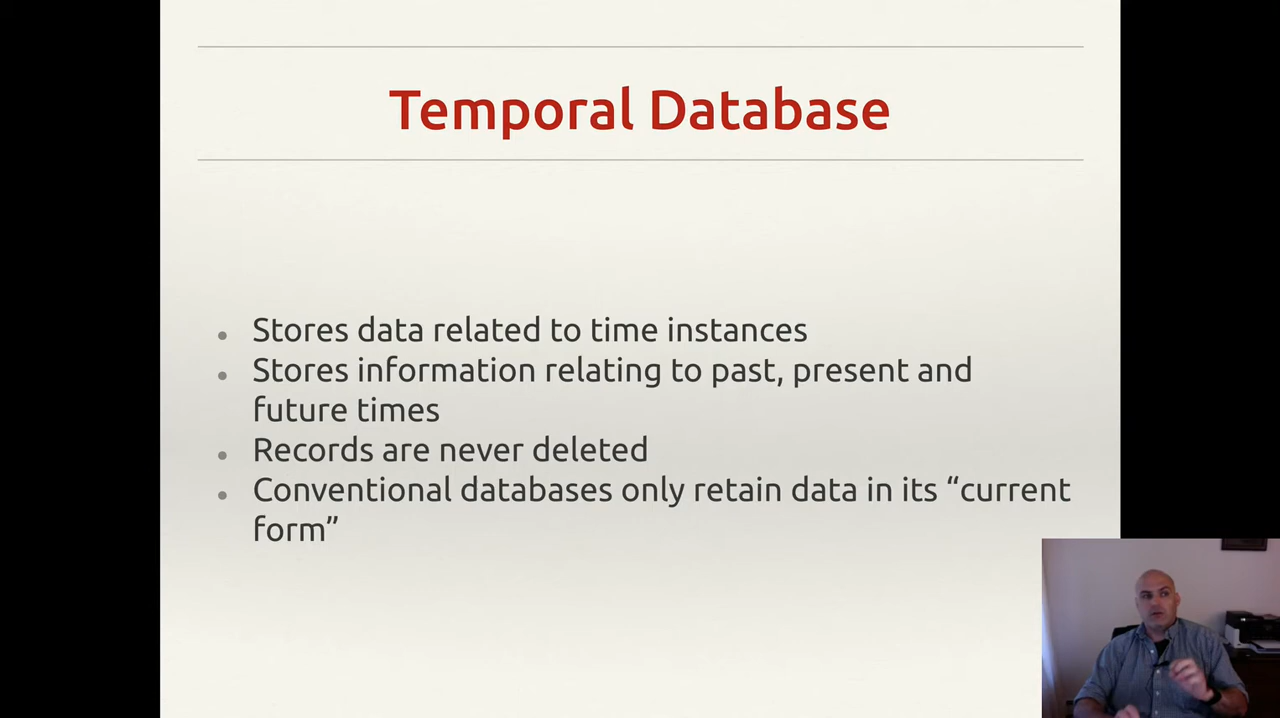 Temporal Database
Stores data related to time instances
Stores information relating to past, present and
future times
Records are never deleted
Conventional databases only retain data in its “current
form”